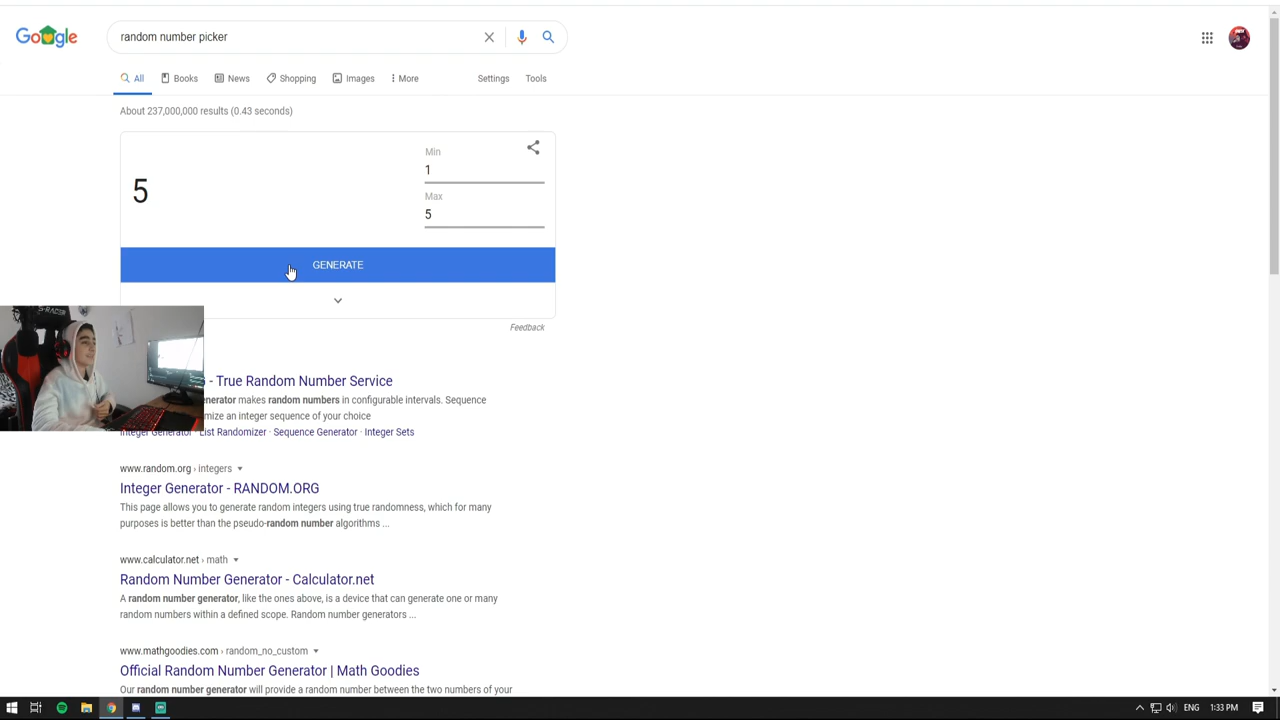 Google
random number picker
All Books News Shopping Images More Settings Tools
About 237,000,000 results (0.43 seconds)
Min
1
5
Max
5
GENERATE
Feedback
- True Random Number Service
makes random numbers in configurable intervals. Sequence
an integer sequence of your choice
Integer Generator · List Randomizer · Sequence Generator · Integer Sets
www.random.org › integers
Integer Generator - RANDOM.ORG
This page allows you to generate random integers using true randomness, which for many
purposes is better than the pseudo-random number algorithms ...
www.calculator.net › math
Random Number Generator - Calculator.net
A random number generator, like the ones above, is a device that can generate one or many
random numbers within a defined scope. Random number generators ...
www.mathgoodies.com › random_no_custom
Official Random Number Generator | Math Goodies
Our random number generator will provide a random number between the two numbers of your
ENG 1:33 PM